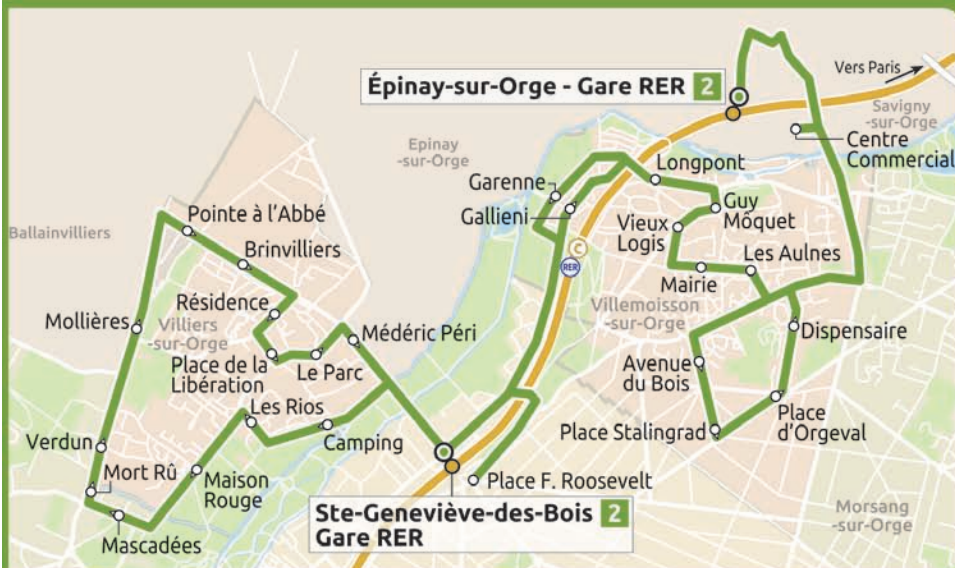 Épinay-sur-Orge - Gare RER 2
Vers Paris
Savigny
-sur-Orge
Centre
Commercial
Epinay
-sur-Orge
Longpont
Garenne
Gallieni
Guy
Môquet
Vieux
Logis
Les Aulnes
Mairie
C
RER
Villemoisson
-sur-Orge
Dispensaire
Avenue
du Bois
Place Stalingrad
Place
d'Orgeval
Morsang
-sur-Orge
Ballainvilliers
Pointe à l'Abbé
Brinvilliers
Résidence
Mollières
Villiers
-sur-Orge
Médéric Péri
Place de la
Libération
Le Parc
Les Rios
Camping
Verdun
Mort Rû
Maison
Rouge
Mascadées
Place F. Roosevelt
Ste-Geneviève-des-Bois 2
Gare RER